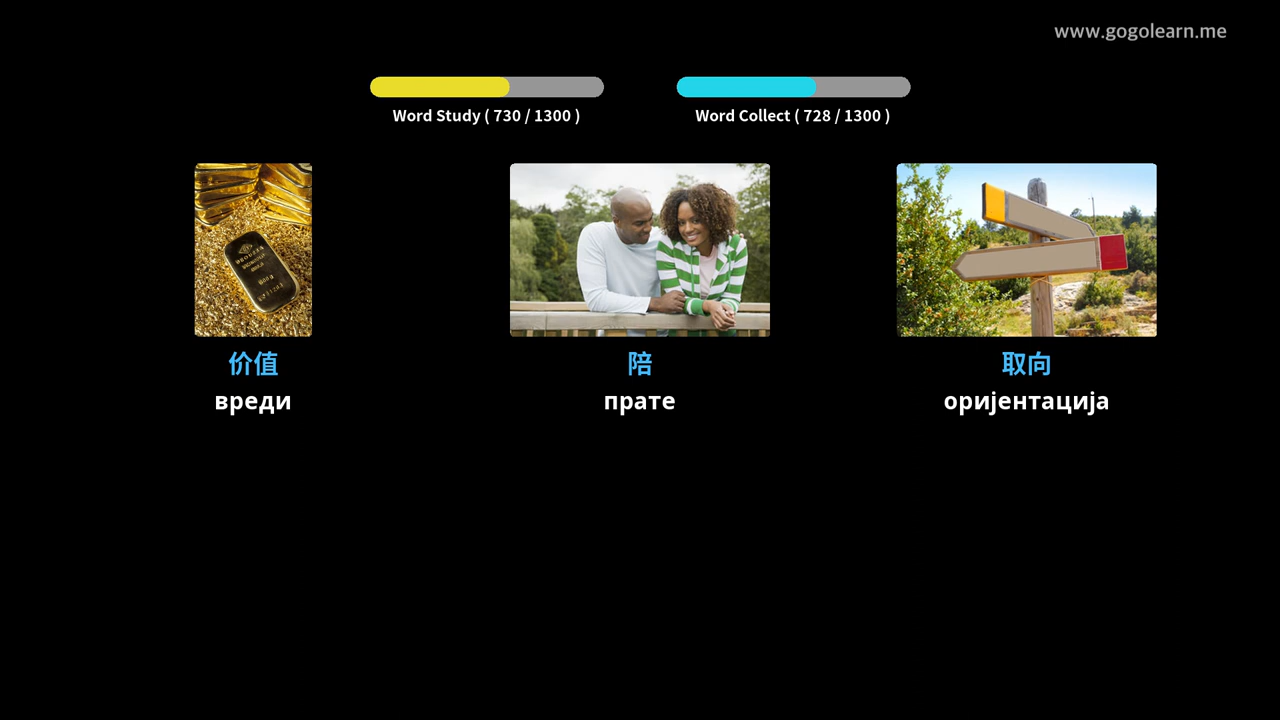 www.gogolearn.me
Word Study ( 730 / 1300 )
Word Collect ( 728 / 1300 )
价值
陪
取向
вреди
прате
оријентација